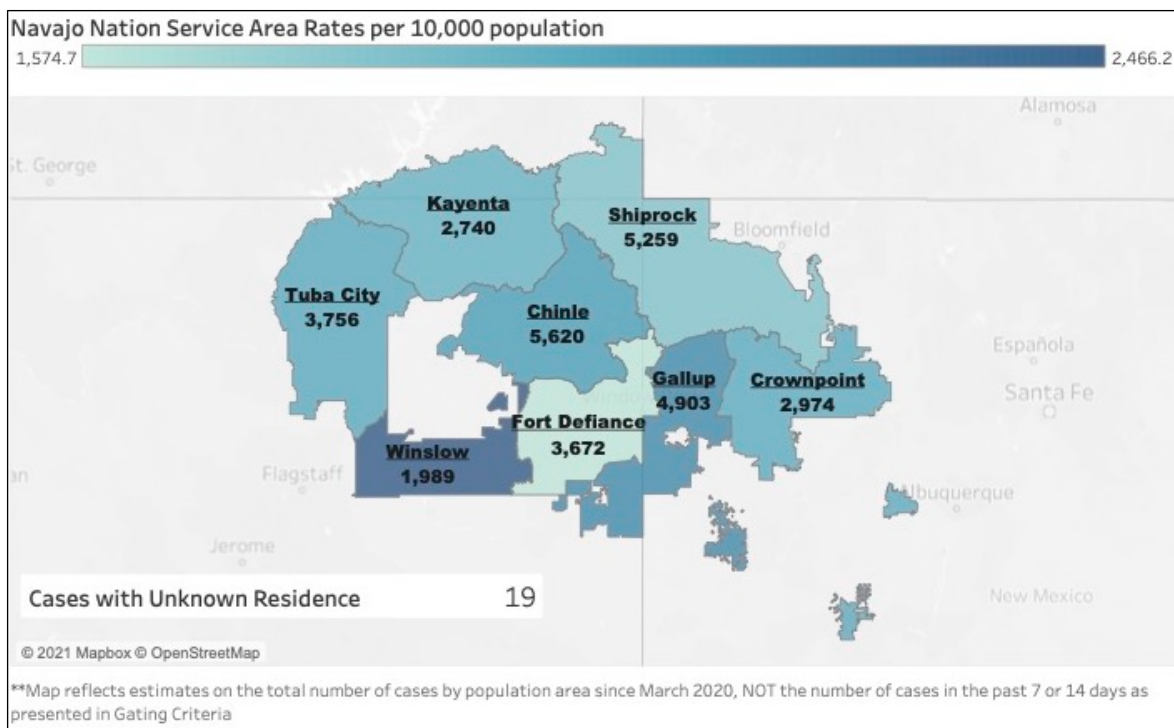 Navajo Nation Service Area Rates per 10,000 population
1,574.7
2,466.2
Alamosa
St. George
Kayenta
2,740
Shiprock
5,259
Bloomfield
Tuba City
3,756
Chinle
5,620
Española
Gallup
4,903
Crownpoint
2,974
Santa Fe
Fort Defiance
3,672
Winslow
1,989
Flagstaff
Albuquerque
Jerome
Cases with Unknown Residence 19
New Mexico
© 2021 Mapbox © OpenStreetMap
**Map reflects estimates on the total number of cases by population area since March 2020, NOT the number of cases in the past 7 or 14 days as
presented in Gating Criteria